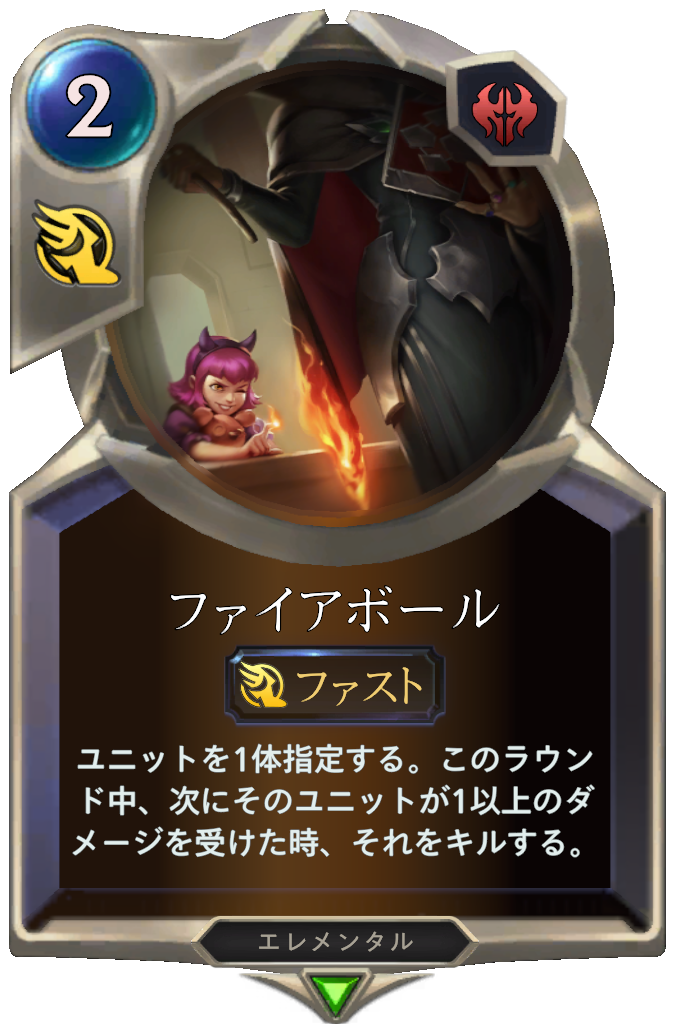 2
ファイアボール
ファスト
ユニットを1体指定する。このラウン
ド中、次にそのユニットが1以上のダ
メージを受けた時、それをキルする。
エレメンタル